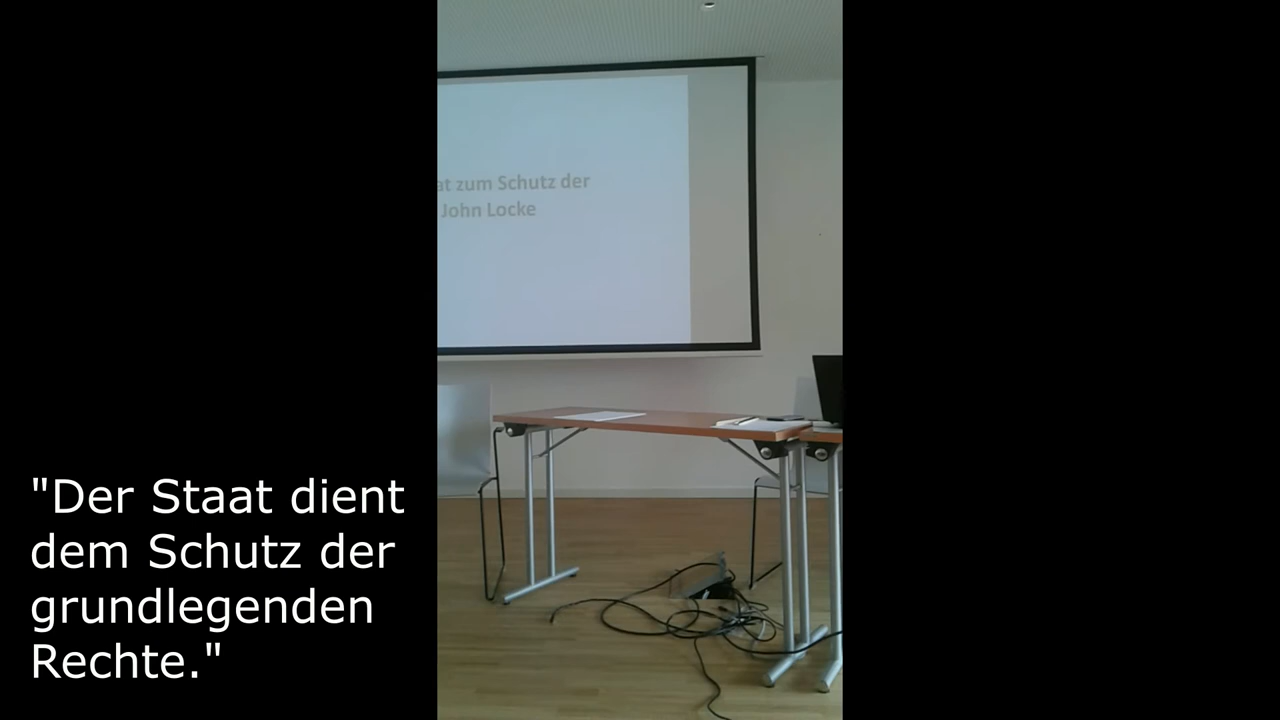 at zum Schutz der
John Locke
"Der Staat dient
dem Schutz der
grundlegenden
Rechte."